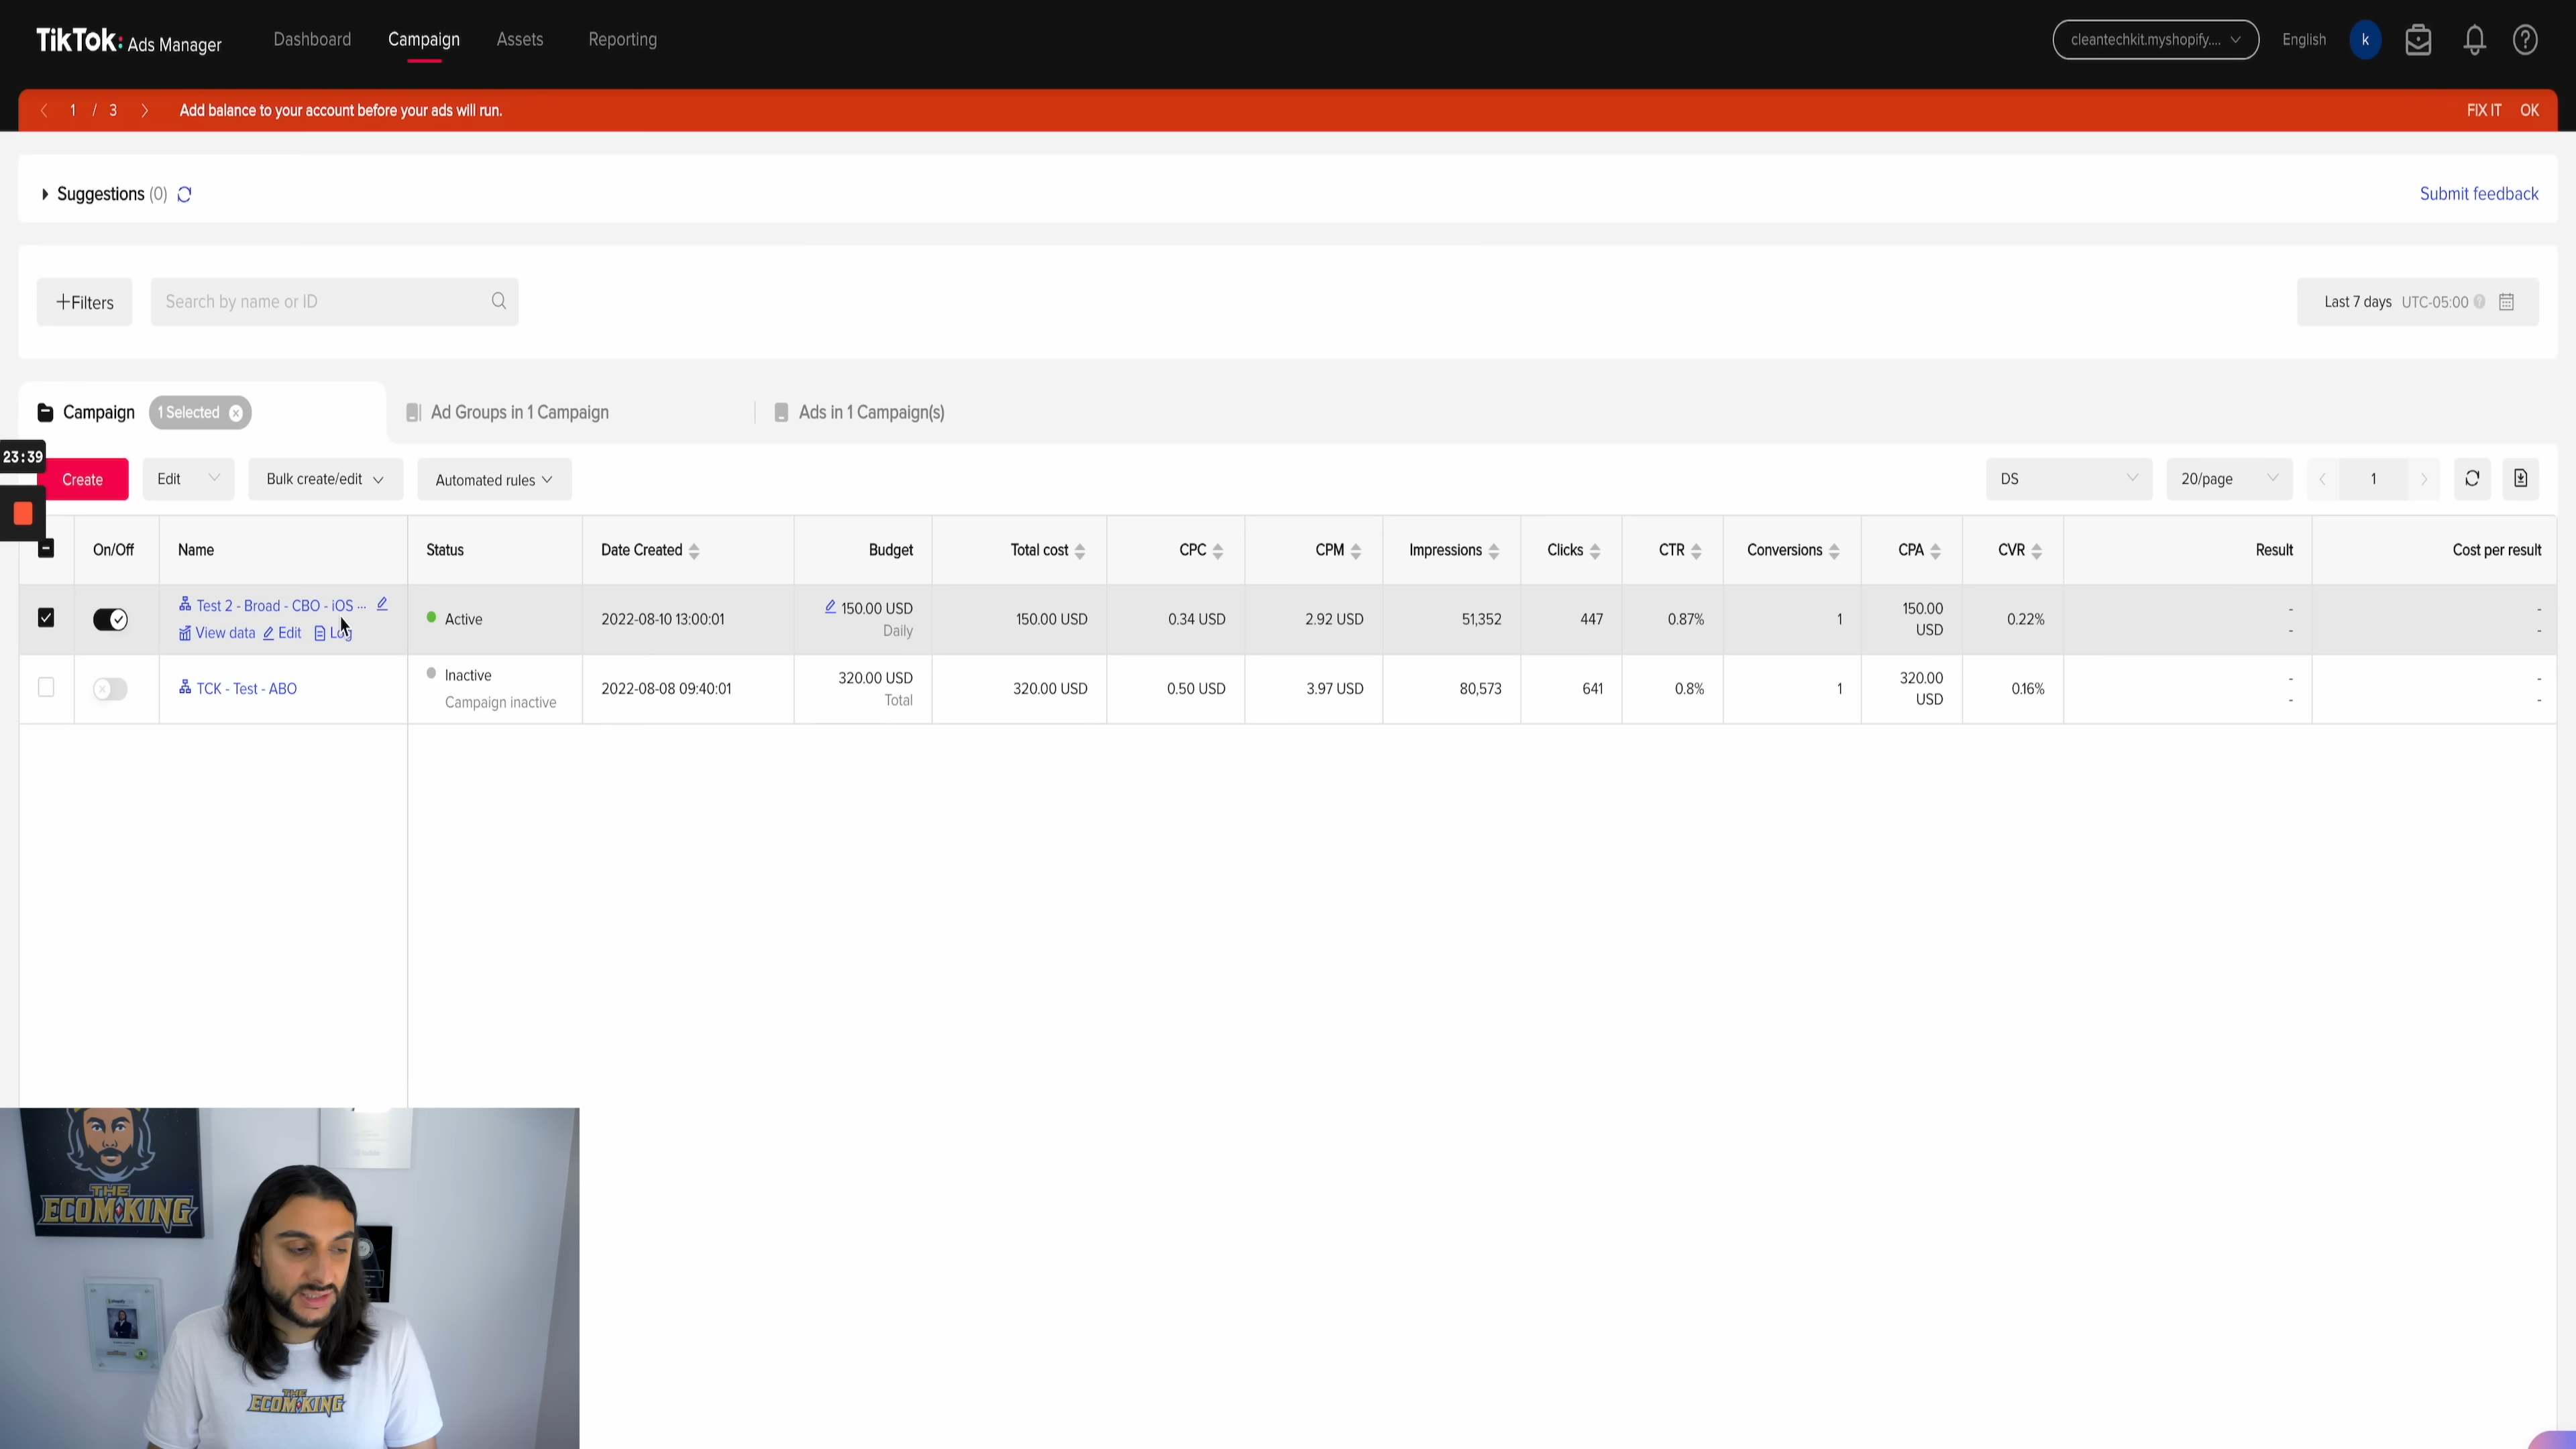 TikTok: Ads Manager
Dashboard
Campaign
Assets
Reporting
cleantechkit.myshopify....
English
k
1 / 3
Add balance to your account before your ads will run.
FIX IT
OK
Suggestions (0)
Submit feedback
+Filters
Search by name or ID
Last 7 days UTC-05:00
Campaign
1 Selected
Ad Groups in 1 Campaign
Ads in 1 Campaign(s)
23:39
Create
Edit
Bulk create/edit
Automated rules
DS
20/page
1
On/Off
Name
Status
Date Created
Budget
Total cost
CPC
CPM
Impressions
Clicks
CTR
Conversions
CPA
CVR
Result
Cost per result
Test 2 - Broad - CBO - iOS ...
View data
Edit
Log
Active
2022-08-10 13:00:01
150.00 USD
Daily
150.00 USD
0.34 USD
2.92 USD
51,352
447
0.87%
1
150.00
USD
0.22%
-
-
-
-
TCK - Test - ABO
Inactive
Campaign inactive
2022-08-08 09:40:01
320.00 USD
Total
320.00 USD
0.50 USD
3.97 USD
80,573
641
0.8%
1
320.00
USD
0.16%
-
-
-
-
THE
ECOM KING
THE
ECOM KING